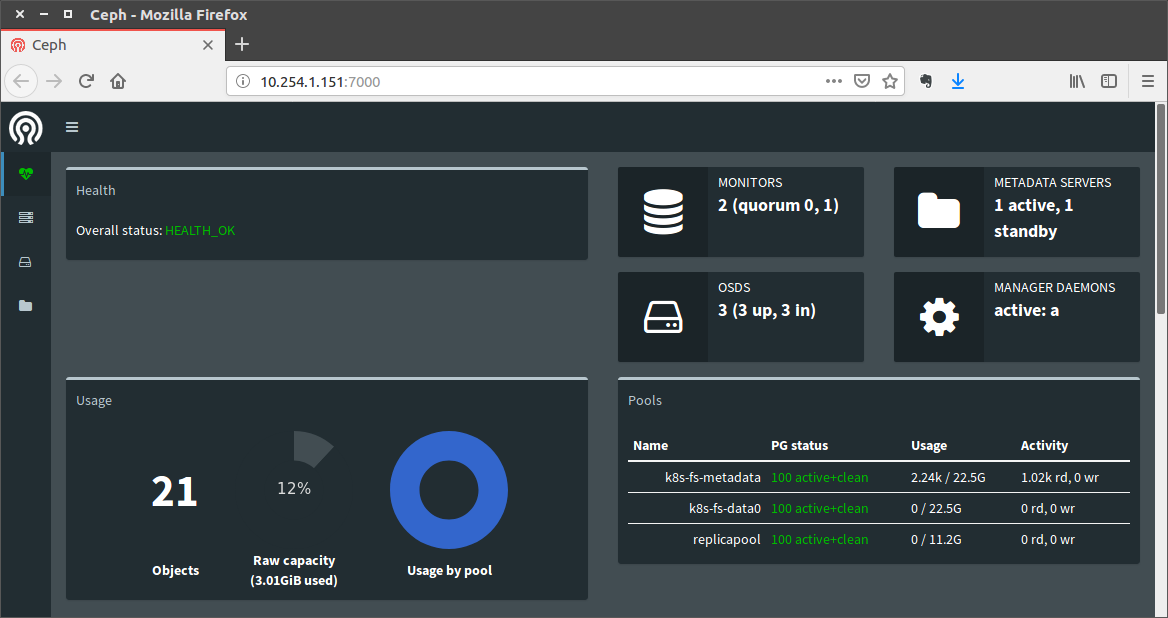 Ceph - Mozilla Firefox
Ceph
10.254.1.151:7000
Health
Overall status: HEALTH_OK
MONITORS
2 (quorum 0, 1)
METADATA SERVERS
1 active, 1
standby
OSDS
3 (3 up, 3 in)
MANAGER DAEMONS
active: a
Usage
21
Objects
12%
Raw capacity
(3.01GiB used)
Usage by pool
Pools
Name PG status Usage Activity
k8s-fs-metadata 100 active+clean 2.24k / 22.5G 1.02k rd, 0 wr
k8s-fs-data0 100 active+clean 0 / 22.5G 0 rd, 0 wr
replicapool 100 active+clean 0 / 11.2G 0 rd, 0 wr